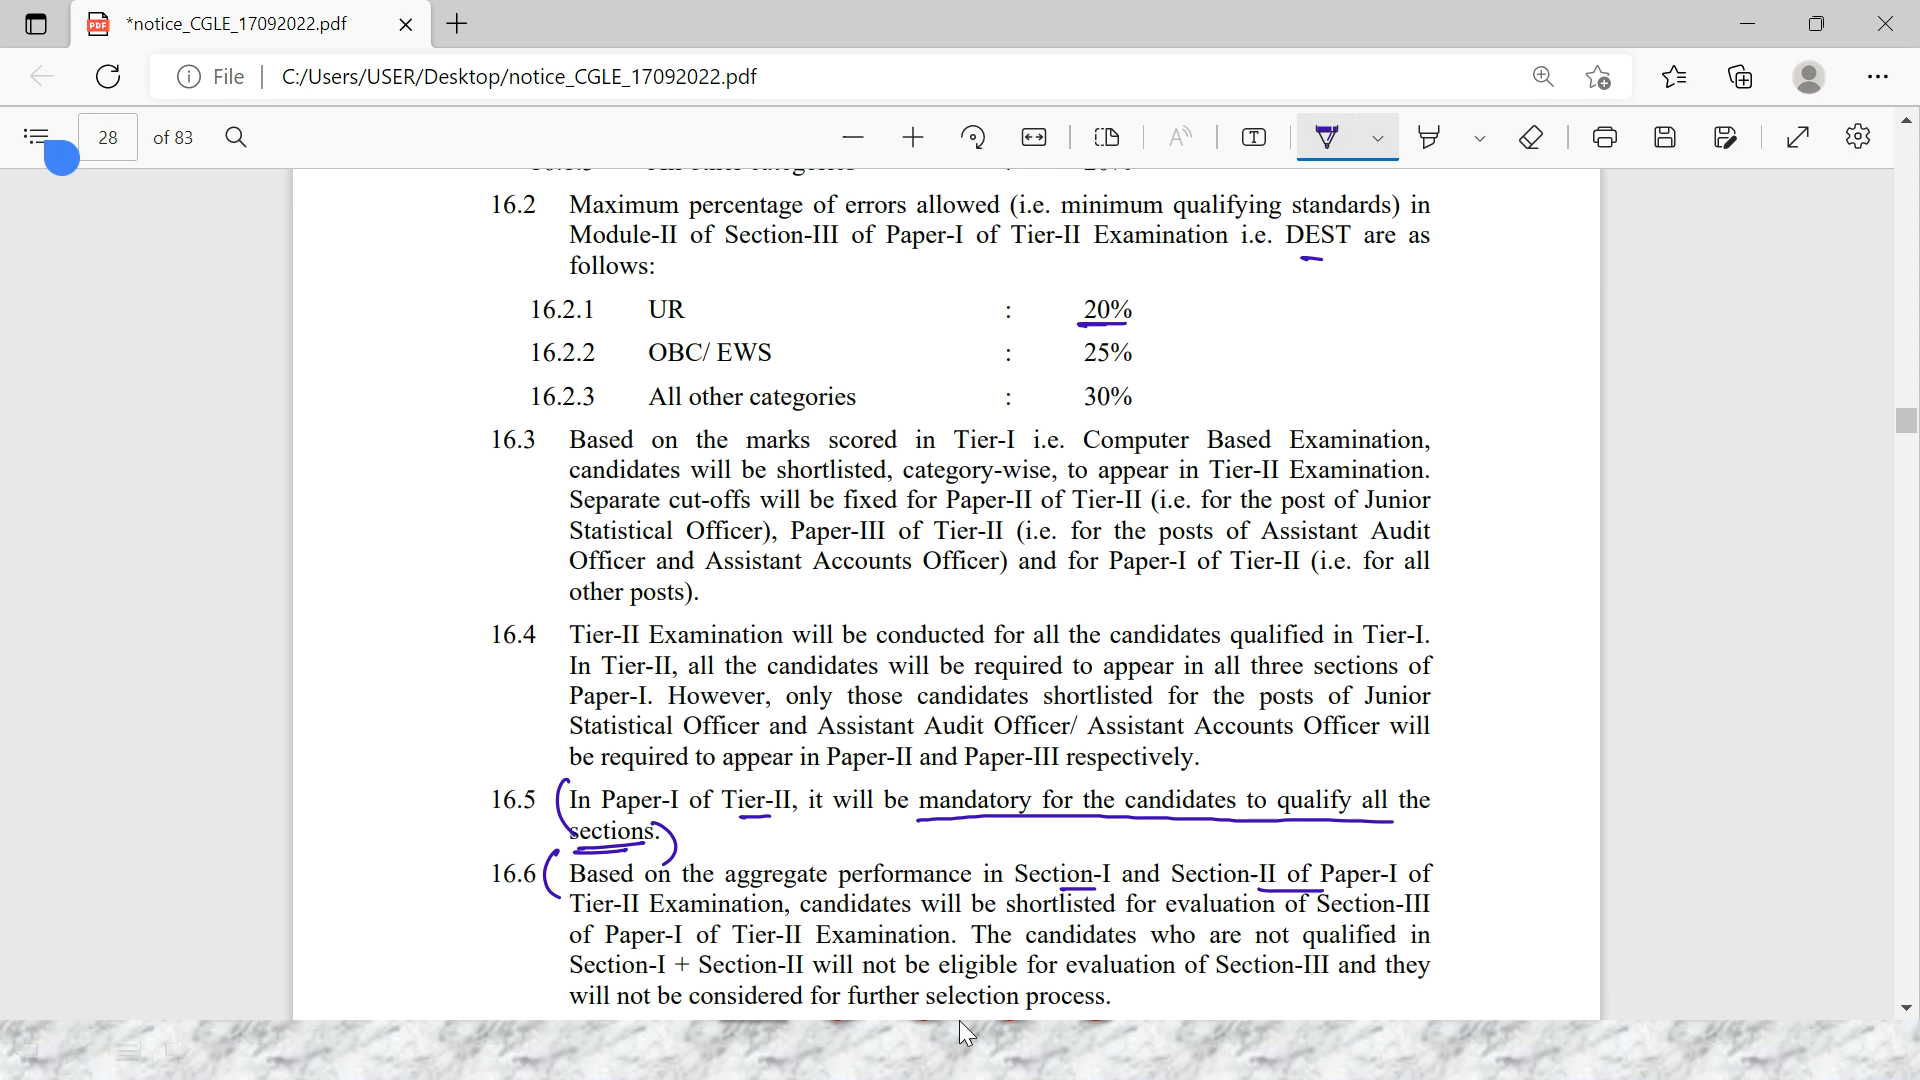 *notice_CGLE_17092022.pdf
File
C:/Users/USER/Desktop/notice_CGLE_17092022.pdf
28 of 83
16.2 Maximum percentage of errors allowed (i.e. minimum qualifying standards) in
Module-II of Section-III of Paper-I of Tier-II Examination i.e. DEST are as
follows:
16.2.1 UR : 20%
16.2.2 OBC/ EWS : 25%
16.2.3 All other categories : 30%
16.3 Based on the marks scored in Tier-I i.e. Computer Based Examination,
candidates will be shortlisted, category-wise, to appear in Tier-II Examination.
Separate cut-offs will be fixed for Paper-II of Tier-II (i.e. for the post of Junior
Statistical Officer), Paper-III of Tier-II (i.e. for the posts of Assistant Audit
Officer and Assistant Accounts Officer) and for Paper-I of Tier-II (i.e. for all
other posts).
16.4 Tier-II Examination will be conducted for all the candidates qualified in Tier-I.
In Tier-II, all the candidates will be required to appear in all three sections of
Paper-I. However, only those candidates shortlisted for the posts of Junior
Statistical Officer and Assistant Audit Officer/ Assistant Accounts Officer will
be required to appear in Paper-II and Paper-III respectively.
16.5 In Paper-I of Tier-II, it will be mandatory for the candidates to qualify all the
sections.
16.6 Based on the aggregate performance in Section-I and Section-II of Paper-I of
Tier-II Examination, candidates will be shortlisted for evaluation of Section-III
of Paper-I of Tier-II Examination. The candidates who are not qualified in
Section-I + Section-II will not be eligible for evaluation of Section-III and they
will not be considered for further selection process.